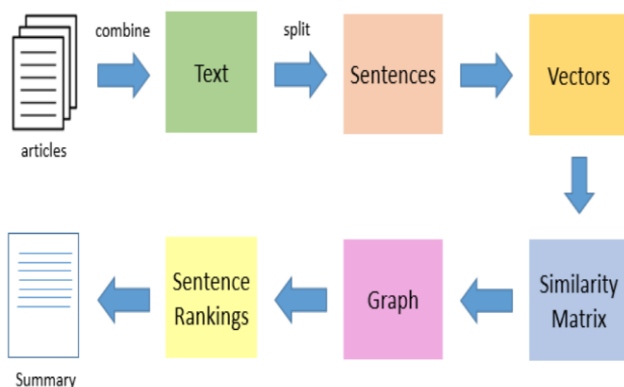 combine
split
Text
Sentences
Vectors
articles
Similarity
Matrix
Graph
Sentence
Rankings
Summary